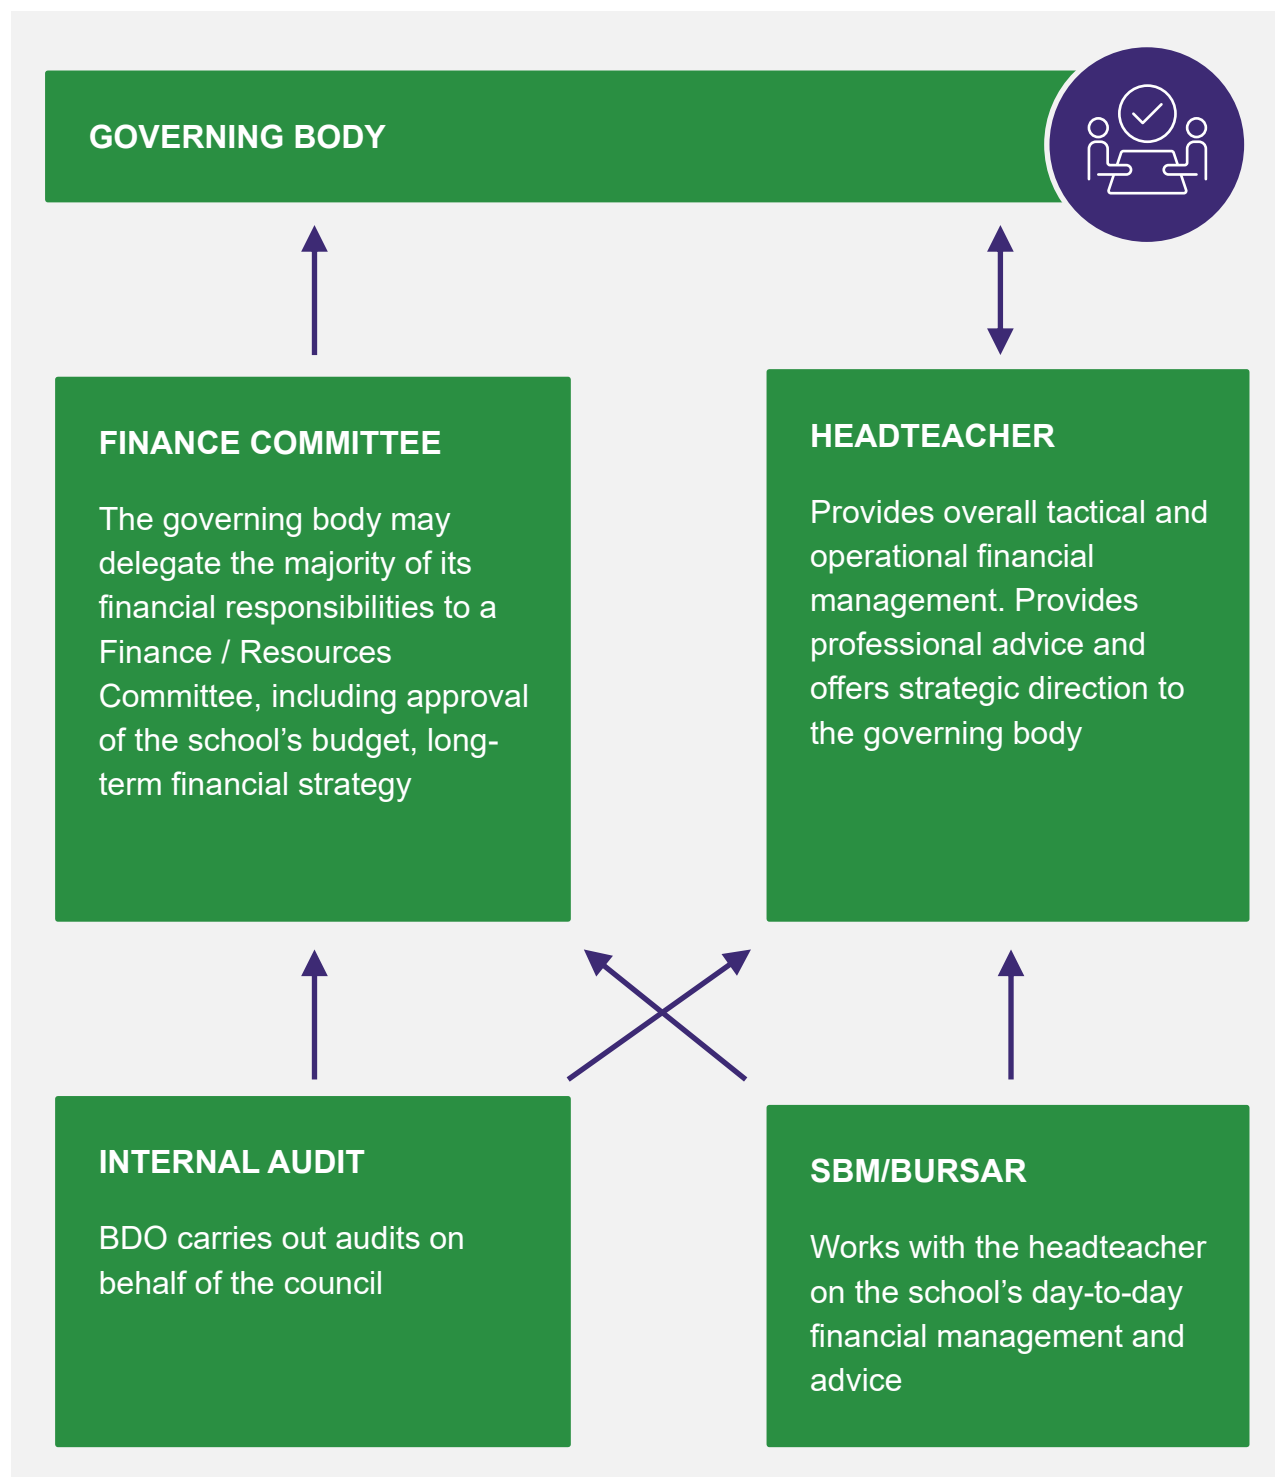 GOVERNING BODY
FINANCE COMMITTEE
The governing body may
delegate the majority of its
financial responsibilities to a
Finance / Resources
Committee, including approval
of the school’s budget, long-
term financial strategy
HEADTEACHER
Provides overall tactical and
operational financial
management. Provides
professional advice and
offers strategic direction to
the governing body
INTERNAL AUDIT
BDO carries out audits on
behalf of the council
SBM/BURSAR
Works with the headteacher
on the school’s day-to-day
financial management and
advice